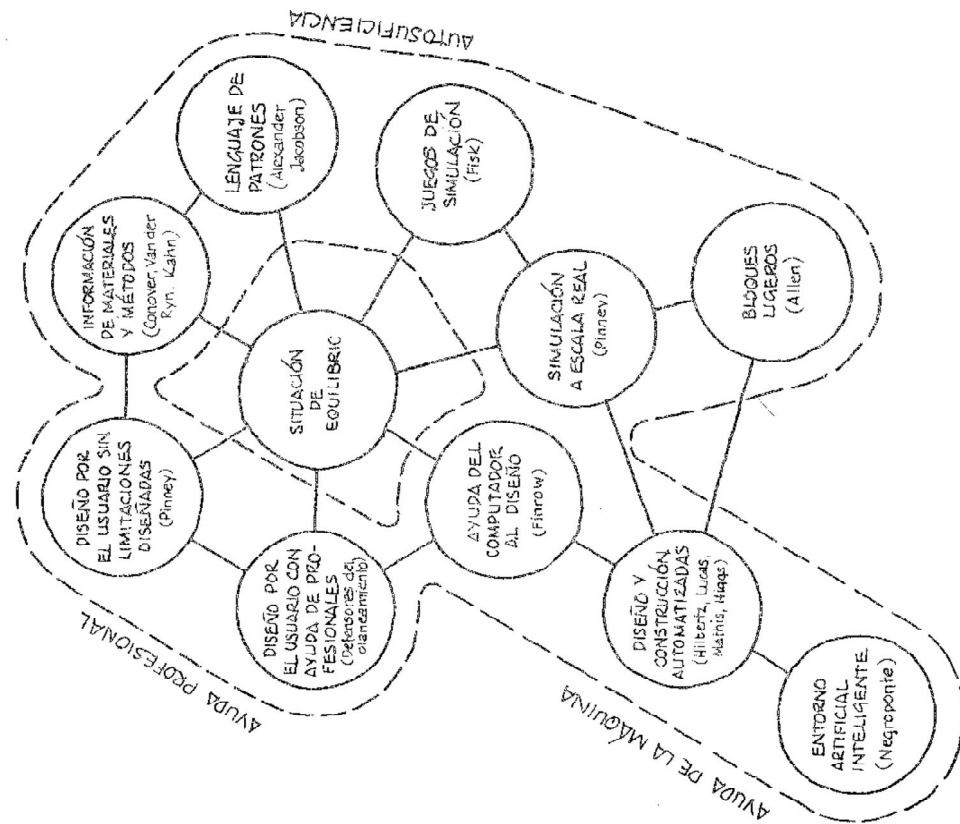 AUTOSUFICIENCIA
LENGUAJE DE
PATRONES
(Alexander
Jacobson)
JUEGOS DE
SIMULACIÓN
(Fisk)
INFORMACIÓN
DE MATERIALES
Y MÉTODOS
(Conover, Van der
Ryn, Kahn)
SITUACIÓN
DE
EQUILIBRIC
SIMULACIÓN
A ESCALA REAL
(Pinney)
BLOQUES
LIGEROS
(Allen)
DISEÑO POR
EL USUARIO SIN
LIMITACIONES
DISEÑADAS
(Pinney)
AYUDA DEL
COMPUTADOR
AL DISEÑO
(Finrow)
AYUDA PROFESIONAL
DISEÑO POR
EL USUARIO CON
AYUDA DE PRO-
FESIONALES
(Defensores del
planeamiento)
DISEÑO Y
CONSTRUCCIÓN
AUTOMATIZADAS
(Hilbertz, Lucas,
Mathis, Higgs)
AYUDA DE LA MÁQUINA
ENTORNO
ARTIFICIAL
INTELIGENTE
(Negroponte)